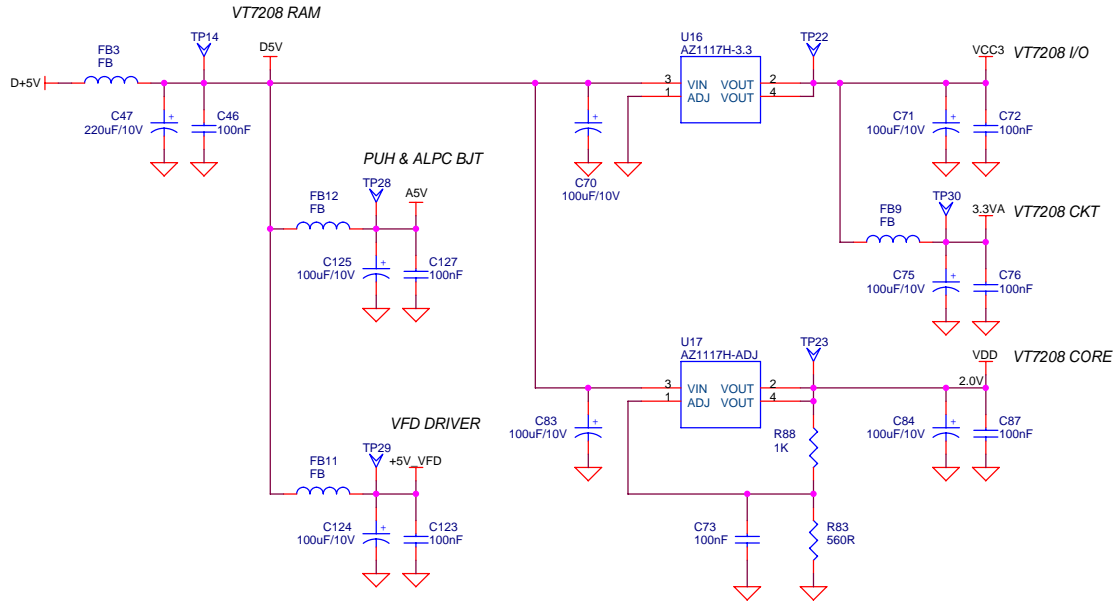 VT7208 RAM
FB3
FB
TP14
D5V
U16
AZ1117H-3.3
TP22
VCC3
VT7208 I/O
D+5V
3
VIN
VOUT
2
1
ADJ
VOUT
4
C47
220uF/10V
+
C46
100nF
+
C70
100uF/10V
C71
100uF/10V
+
C72
100nF
PUH & ALPC BJT
TP28
A5V
FB12
FB
TP30
3.3VA
VT7208 CKT
FB9
FB
C125
100uF/10V
+
C127
100nF
C75
100uF/10V
+
C76
100nF
U17
AZ1117H-ADJ
TP23
VDD
VT7208 CORE
2.0V
3
VIN
VOUT
2
1
ADJ
VOUT
4
VFD DRIVER
C83
100uF/10V
+
R88
1K
C84
100uF/10V
+
C87
100nF
TP29
+5V_VFD
FB11
FB
C124
100uF/10V
+
C123
100nF
C73
100nF
R83
560R